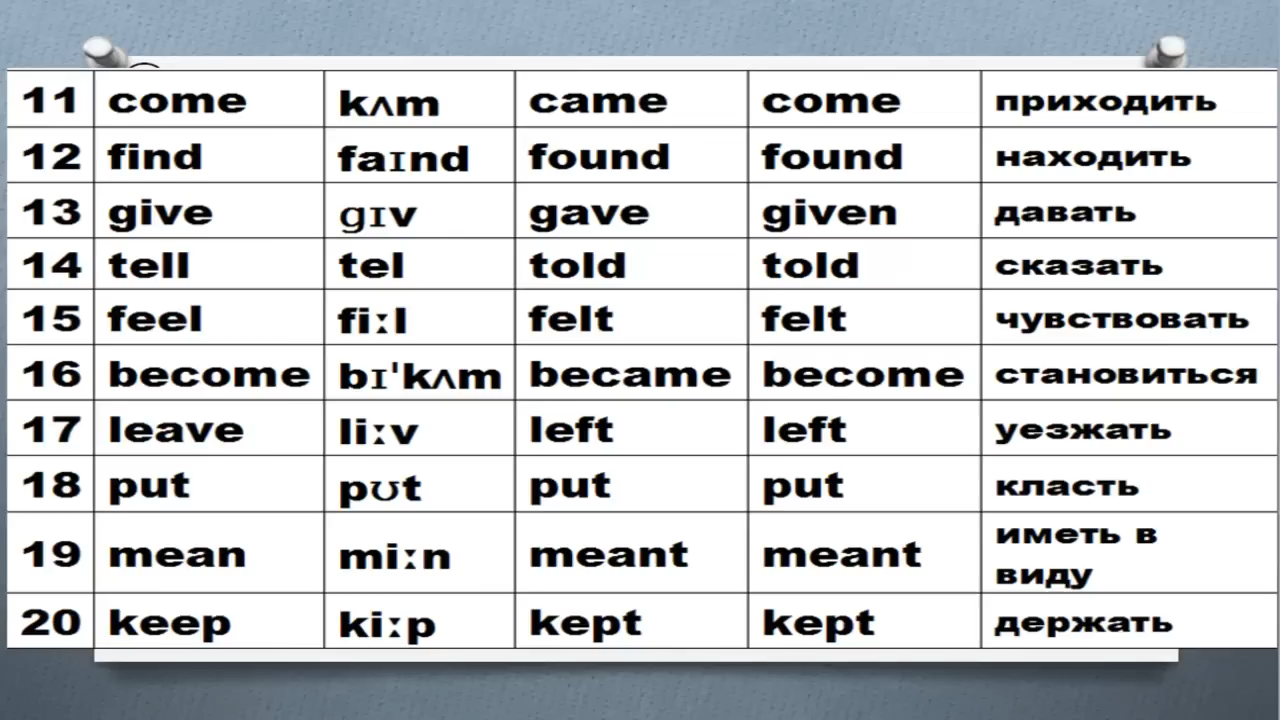 11 come kʌm came come приходить
12 find faɪnd found found находить
13 give gɪv gave given давать
14 tell tel told told сказать
15 feel fiːl felt felt чувствовать
16 become bɪˈkʌm became become становиться
17 leave liːv left left уезжать
18 put pʊt put put класть
19 mean miːn meant meant иметь в
виду
20 keep kiːp kept kept держать